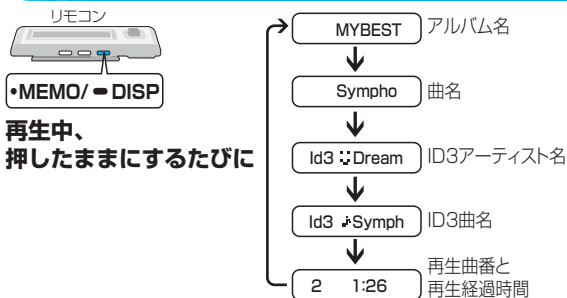 リモコン
•MEMO/ ━ DISP
再生中、
押したままにするたびに
MYBEST アルバム名
Sympho 曲名
Id3 Dream ID3アーティスト名
Id3 ♪Symph ID3曲名
2 1:26 再生曲番と
再生経過時間